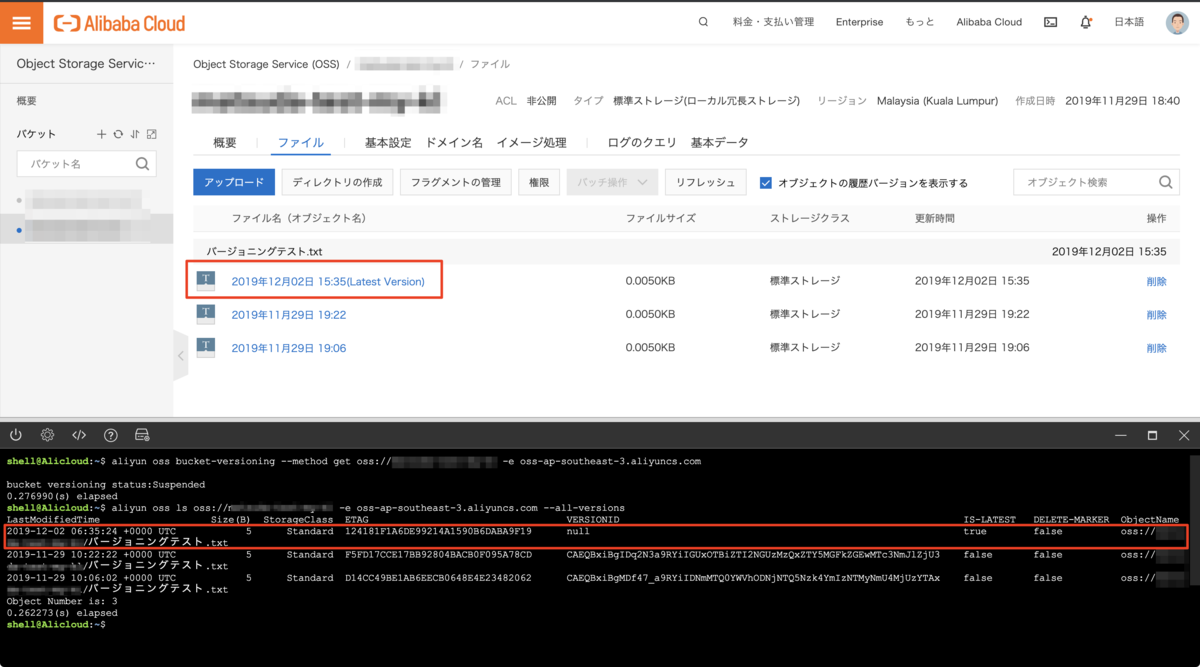 Alibaba Cloud 料金・支払い管理 Enterprise もっと Alibaba Cloud 日本語
Object Storage Servic… Object Storage Service (OSS) / / ファイル
概要
ACL 非公開 タイプ 標準ストレージ(ローカル冗長ストレージ) リージョン Malaysia (Kuala Lumpur) 作成日時 2019年11月29日 18:40
バケット
概要 ファイル 基本設定 ドメイン名 イメージ処理 ログのクエリ 基本データ
バケット名
アップロード ディレクトリの作成 フラグメントの管理 権限 バッチ操作 リフレッシュ オブジェクトの履歴バージョンを表示する オブジェクト検索
ファイル名（オブジェクト名） ファイルサイズ ストレージクラス 更新時間 操作
バージョニングテスト.txt 2019年12月02日 15:35
2019年12月02日 15:35(Latest Version) 0.0050KB 標準ストレージ 2019年12月02日 15:35 削除
2019年11月29日 19:22 0.0050KB 標準ストレージ 2019年11月29日 19:22 削除
2019年11月29日 19:06 0.0050KB 標準ストレージ 2019年11月29日 19:06 削除
shell@Alicloud:~$ aliyun oss bucket-versioning --method get oss:// -e oss-ap-southeast-3.aliyuncs.com
bucket versioning status:Suspended
0.276990(s) elapsed
shell@Alicloud:~$ aliyun oss ls oss:// -e oss-ap-southeast-3.aliyuncs.com --all-versions
LastModifiedTime Size(B) StorageClass ETAG VERSIONID IS-LATEST DELETE-MARKER ObjectName
2019-12-02 06:35:24 +0000 UTC 5 Standard 124181F1A6DE99214A1590B6DABA9F19 null true false oss://
/バージョニングテスト.txt
2019-11-29 10:22:22 +0000 UTC 5 Standard F5FD17CCE17BB92804BACB0F095A78CD CAEQBxiBgIDq2N3a9RYiIGUxOTBiZTI2NGUzMzQxZTY5MGFkZGEwMTc3NmJlZjU3 false false oss://
/バージョニングテスト.txt
2019-11-29 10:06:02 +0000 UTC 5 Standard D14CC49BE1AB6EECB0648E4E23482062 CAEQBxiBgMDf47_a9RYiIDNmMTQ0YWVhODNjNTQ5Nzk4YmIzNTMyNmU4MjUzYTAx false false oss://
/バージョニングテスト.txt
Object Number is: 3
0.262273(s) elapsed
shell@Alicloud:~$